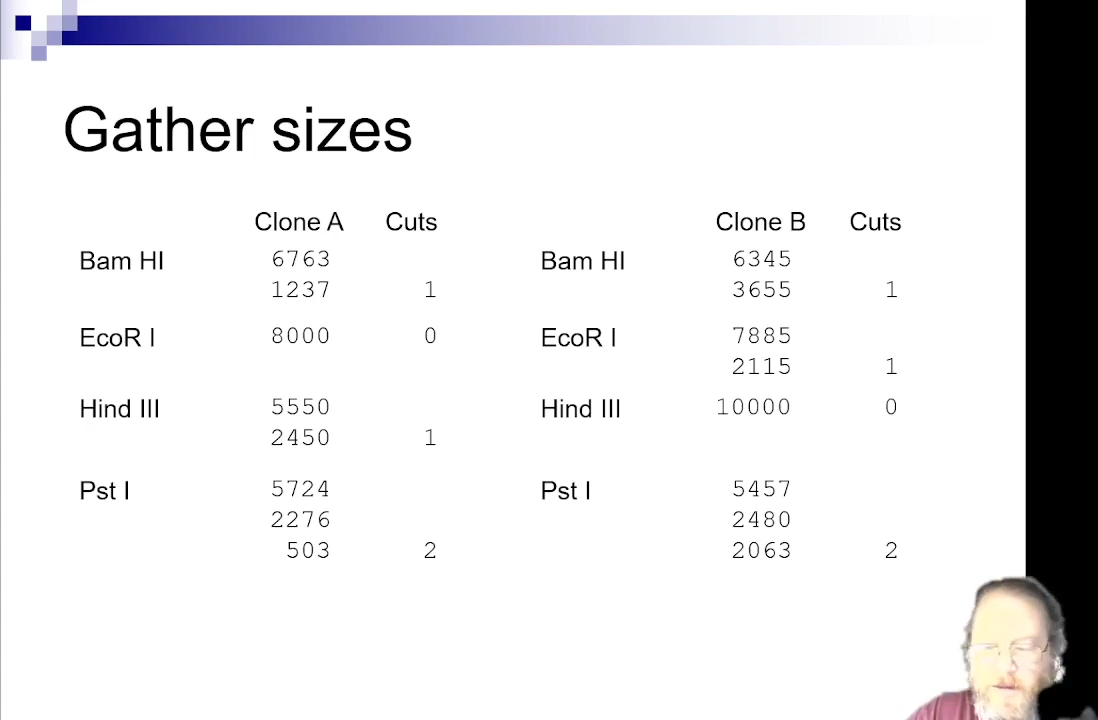 Gather sizes
Clone A Cuts Clone B Cuts
Bam HI 6763 Bam HI 6345
1237 1 3655 1
EcoR I 8000 0 EcoR I 7885
2115 1
Hind III 5550 Hind III 10000 0
2450 1
Pst I 5724 Pst I 5457
2276 2480
503 2 2063 2